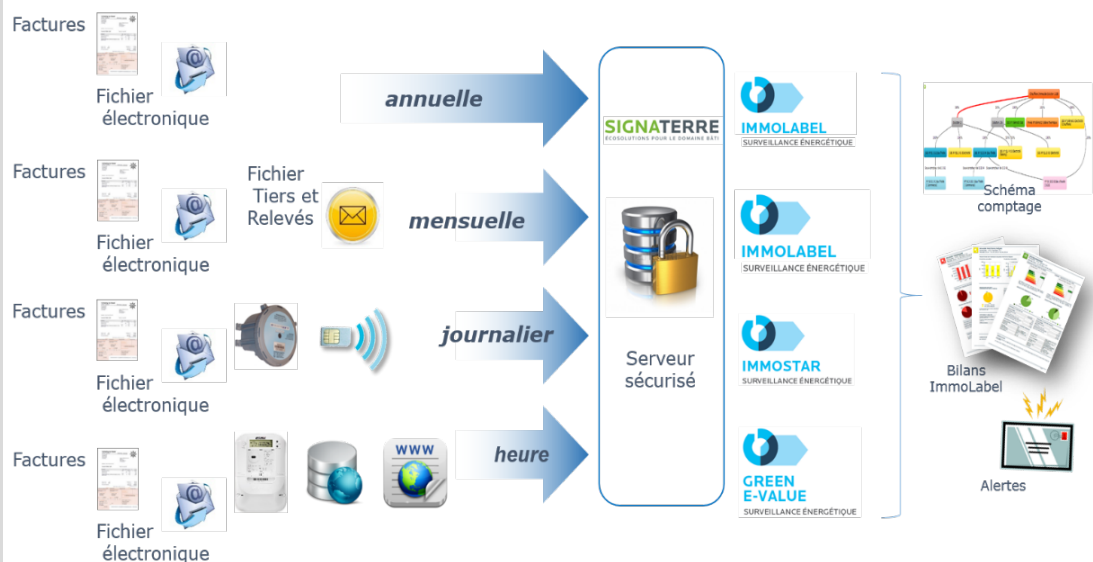 Factures
Fichier
électronique
annuelle
Factures
Fichier
électronique
Fichier
Tiers et
Relevés
mensuelle
Factures
Fichier
électronique
journalier
Factures
WWW
Fichier
électronique
heure
SIGNATERRE
ÉCOSOLUTIONS POUR LE DOMAINE BÂTI
Serveur
sécurisé
IMMOLABEL
SURVEILLANCE ÉNERGÉTIQUE
IMMOLABEL
SURVEILLANCE ÉNERGÉTIQUE
IMMOSTAR
SURVEILLANCE ÉNERGÉTIQUE
GREEN
E-VALUE
SURVEILLANCE ÉNERGÉTIQUE
Schéma
comptage
Bilans
ImmoLabel
Alertes